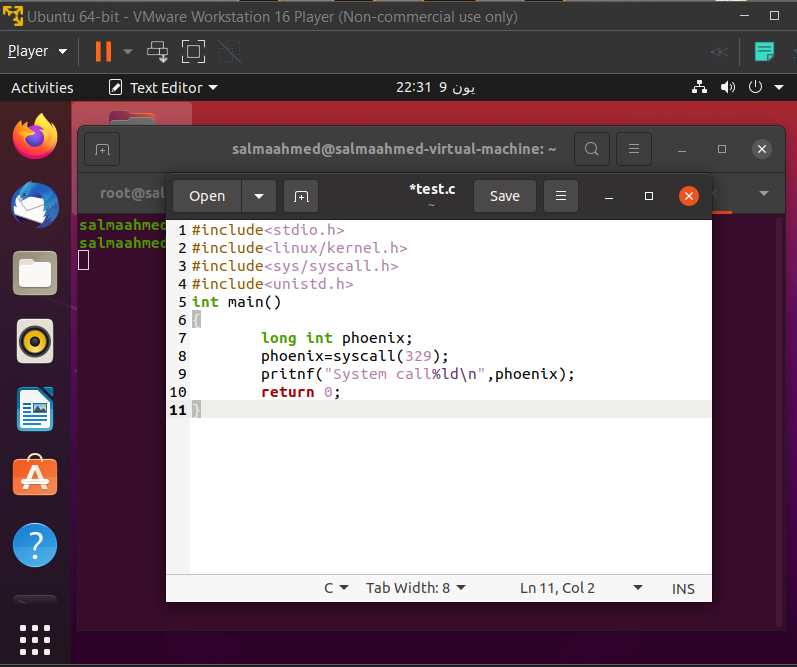 Ubuntu 64-bit - VMware Workstation 16 Player (Non-commercial use only)
Player
Activities
Text Editor
22:31 9 يون
salmaahmed@salmaahmed-virtual-machine: ~
root@sal
Open
*test.c
~
Save
salmaahmed
salmaahmed
1 #include<stdio.h>
2 #include<linux/kernel.h>
3 #include<sys/syscall.h>
4 #include<unistd.h>
5 int main()
6 {
7 long int phoenix;
8 phoenix=syscall(329);
9 pritnf("System call%ld\n",phoenix);
10 return 0;
11 }
C
Tab Width: 8
Ln 11, Col 2
INS